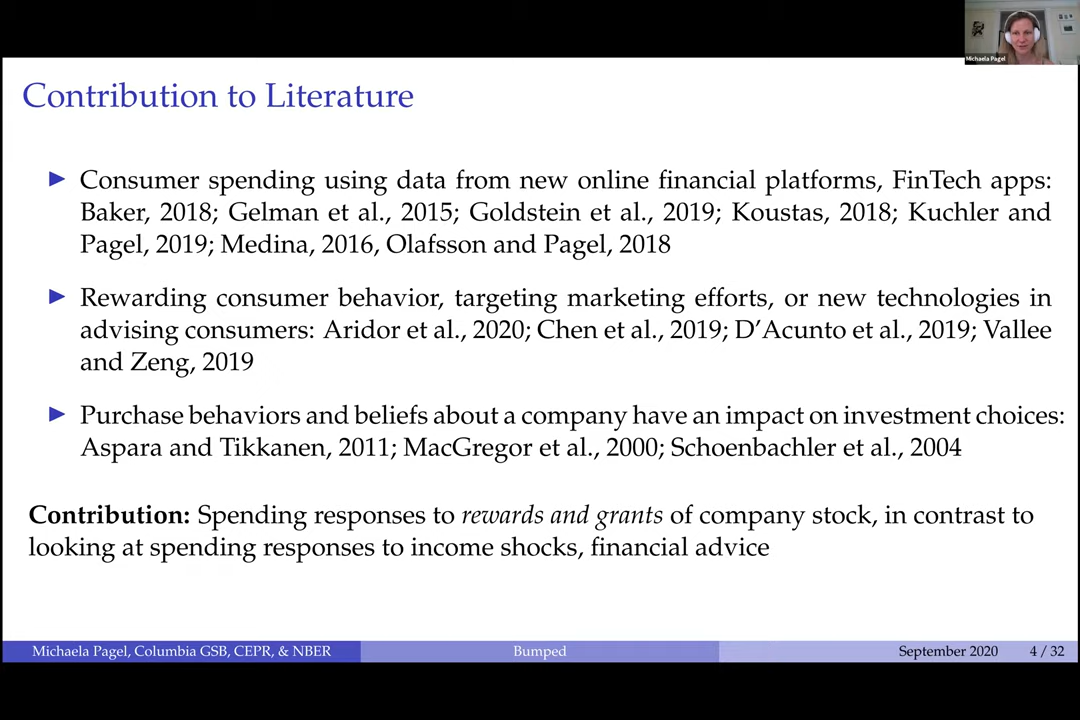 Michaela Pagel
Contribution to Literature
Consumer spending using data from new online financial platforms, FinTech apps:
Baker, 2018; Gelman et al., 2015; Goldstein et al., 2019; Koustas, 2018; Kuchler and
Pagel, 2019; Medina, 2016, Olafsson and Pagel, 2018
Rewarding consumer behavior, targeting marketing efforts, or new technologies in
advising consumers: Aridor et al., 2020; Chen et al., 2019; D’Acunto et al., 2019; Vallee
and Zeng, 2019
Purchase behaviors and beliefs about a company have an impact on investment choices:
Aspara and Tikkanen, 2011; MacGregor et al., 2000; Schoenbachler et al., 2004
Contribution: Spending responses to rewards and grants of company stock, in contrast to
looking at spending responses to income shocks, financial advice
Michaela Pagel, Columbia GSB, CEPR, & NBER
Bumped
September 2020 4 / 32